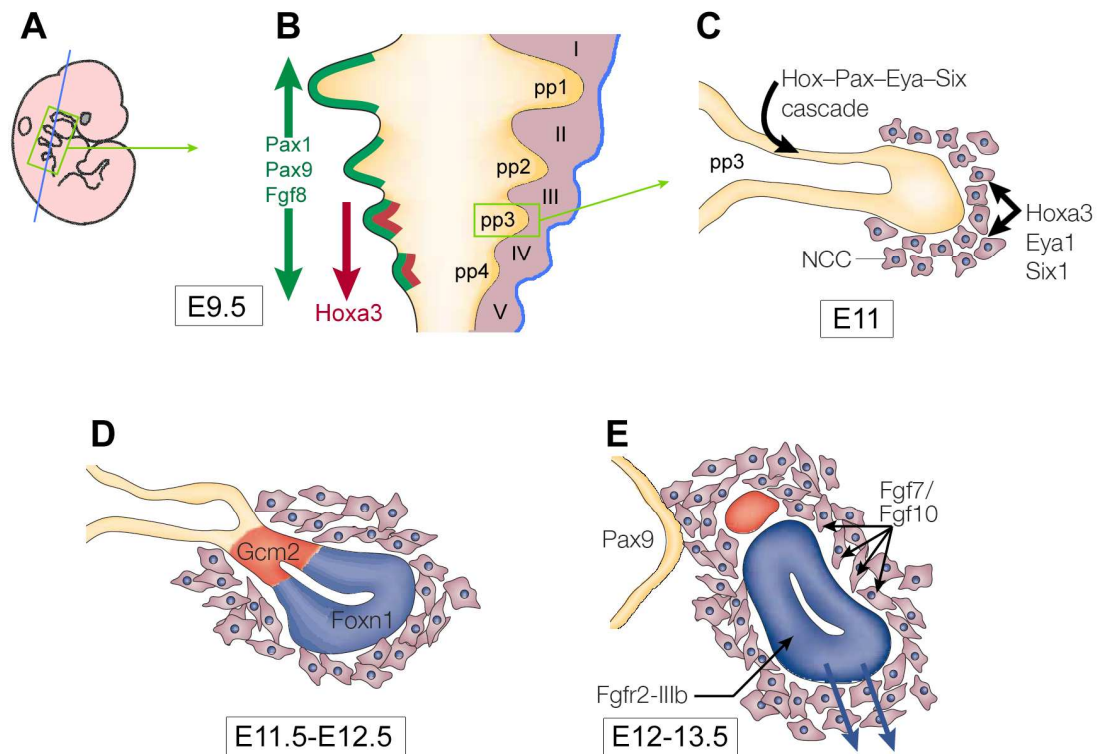 A
E9.5
B
Pax1
Pax9
Fgf8
Hoxa3
pp1
pp2
pp3
pp4
I
II
III
IV
V
C
Hox–Pax–Eya–Six
cascade
pp3
NCC
Hoxa3
Eya1
Six1
E11
D
Gcm2
Foxn1
E11.5-E12.5
E
Pax9
Fgf7/
Fgf10
Fgfr2-IIIb
E12-13.5